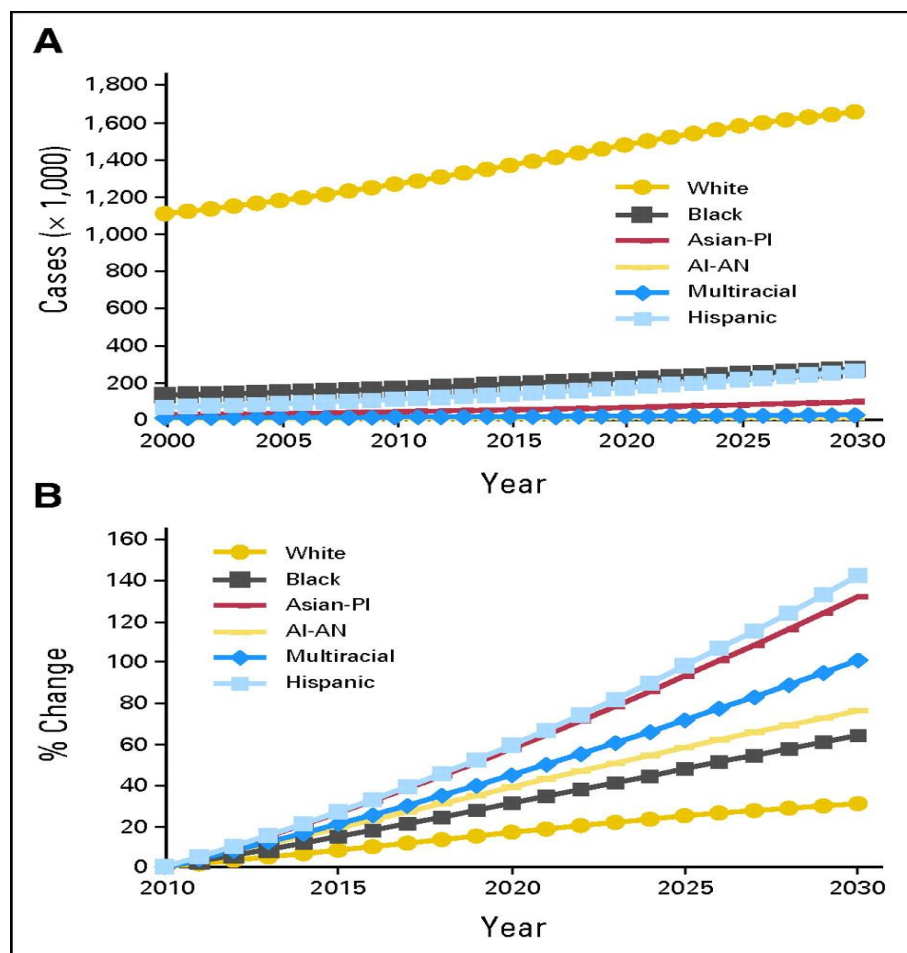 A
1,800
1,600
1,400
1,200
1,000
800
600
400
200
0
Cases (× 1,000)
White
Black
Asian-PI
AI-AN
Multiracial
Hispanic
2000 2005 2010 2015 2020 2025 2030
Year
B
160
140
120
100
80
60
40
20
0
% Change
White
Black
Asian-PI
AI-AN
Multiracial
Hispanic
2010 2015 2020 2025 2030
Year